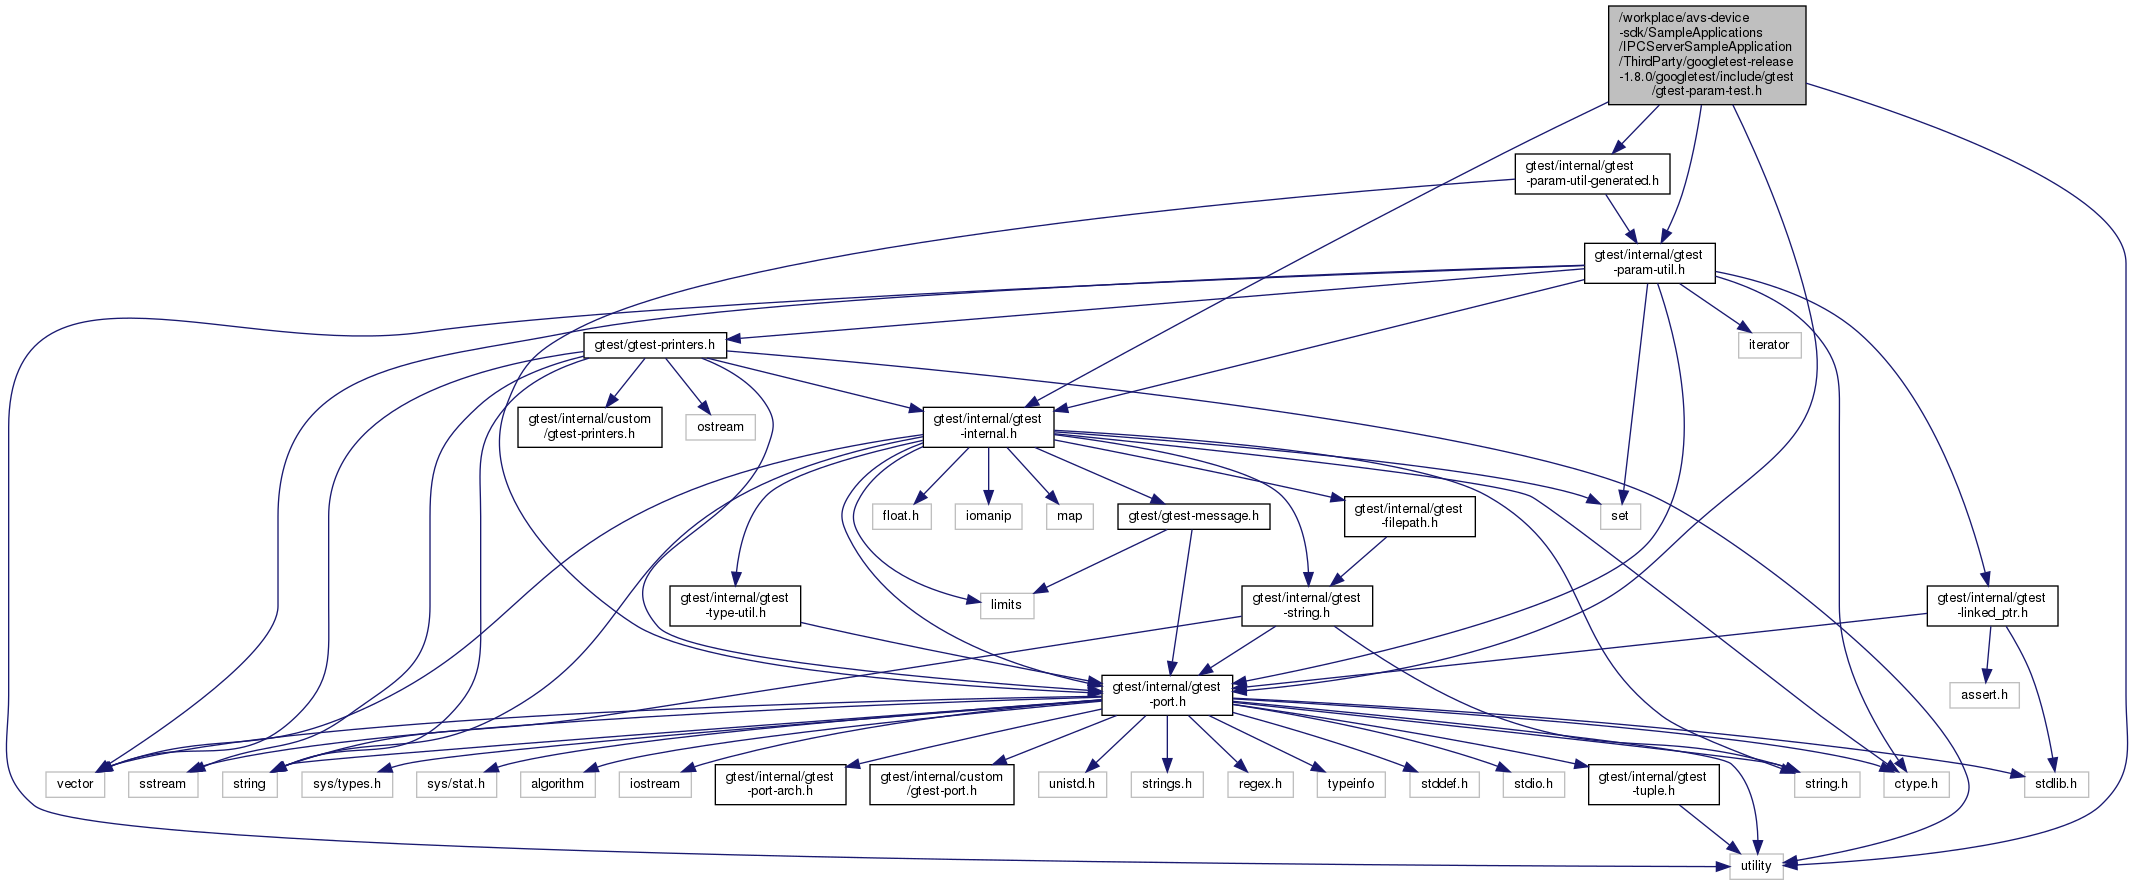 /workplace/avs-device
-sdk/SampleApplications
/IPCServerSampleApplication
/ThirdParty/googletest-release
-1.8.0/googletest/include/gtest
/gtest-param-test.h
gtest/internal/gtest
-param-util-generated.h
gtest/internal/gtest
-param-util.h
gtest/gtest-printers.h
iterator
gtest/internal/custom
/gtest-printers.h
ostream
gtest/internal/gtest
-internal.h
float.h
iomanip
map
gtest/gtest-message.h
gtest/internal/gtest
-filepath.h
set
gtest/internal/gtest
-type-util.h
limits
gtest/internal/gtest
-string.h
gtest/internal/gtest
-linked_ptr.h
gtest/internal/gtest
-port.h
assert.h
vector
sstream
string
sys/types.h
sys/stat.h
algorithm
iostream
gtest/internal/gtest
-port-arch.h
gtest/internal/custom
/gtest-port.h
unistd.h
strings.h
regex.h
typeinfo
stddef.h
stdio.h
gtest/internal/gtest
-tuple.h
string.h
ctype.h
stdlib.h
utility